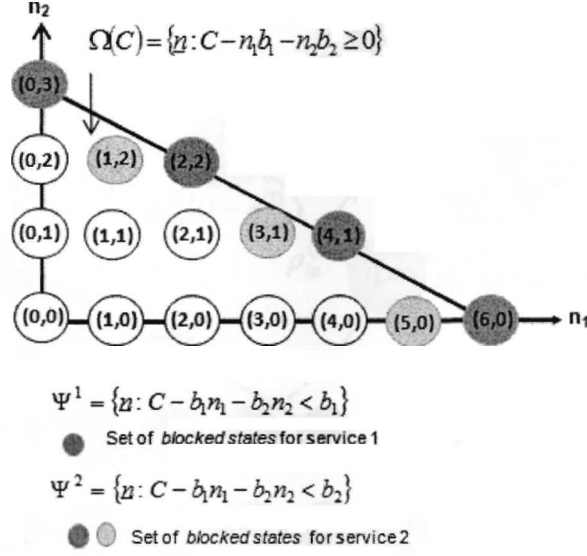 n₂
Ω(C)={n:C-n₁b₁-n₂b₂≥0}
(0,3)
(0,2) (1,2) (2,2)
(0,1) (1,1) (2,1) (3,1) (4,1)
(0,0) (1,0) (2,0) (3,0) (4,0) (5,0) (6,0) n₁
Ψ¹ = {n: C - b₁n₁ - b₂n₂ < b₁}
Set of blocked states for service 1
Ψ² = {n: C - b₁n₁ - b₂n₂ < b₂}
Set of blocked states for service 2